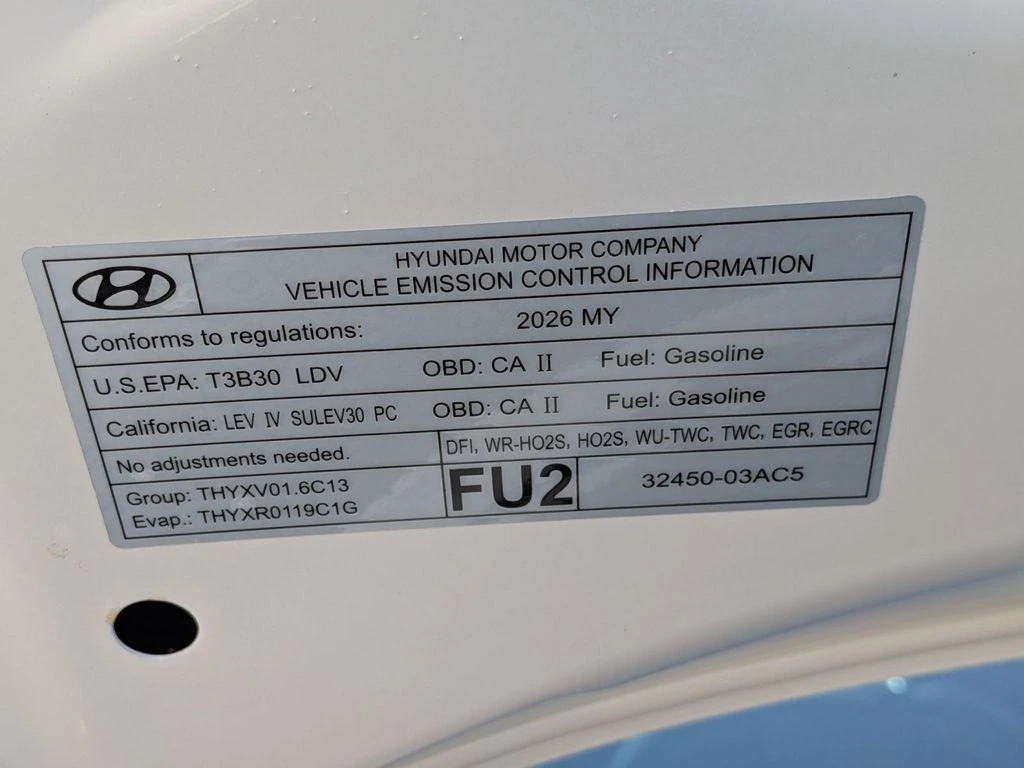 HYUNDAI MOTOR COMPANY
VEHICLE EMISSION CONTROL INFORMATION
Conforms to regulations: 2026 MY
U.S.EPA: T3B30 LDV OBD: CA II Fuel: Gasoline
California: LEV IV SULEV30 PC OBD: CA II Fuel: Gasoline
No adjustments needed. DFI, WR-HO2S, HO2S, WU-TWC, TWC, EGR, EGRC
Group: THYXV01.6C13
Evap.: THYXR0119C1G
FU2 32450-03AC5